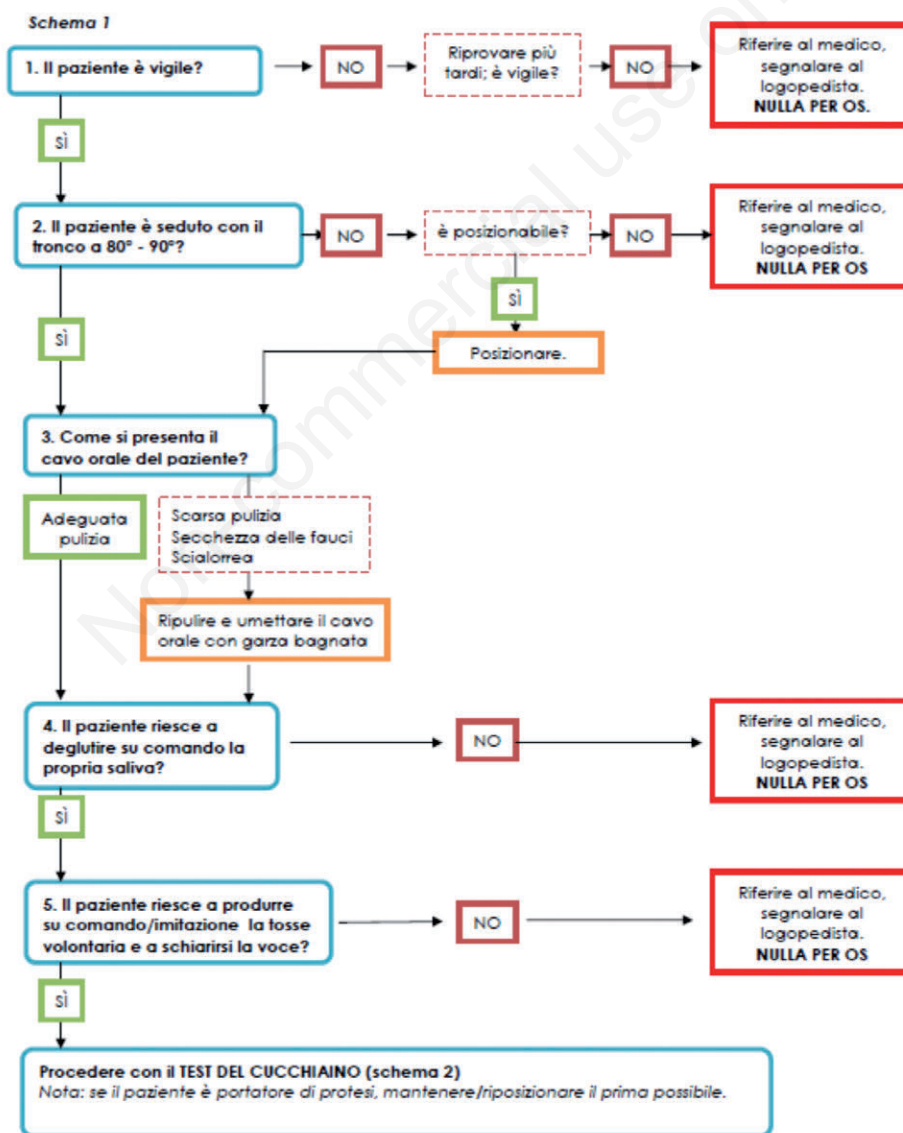 Schema 1
1. Il paziente è vigile?
NO
Riprovare più
tardi; è vigile?
NO
Riferire al medico,
segnalare al
logopedista.
NULLA PER OS.
SÌ
2. Il paziente è seduto con il
tronco a 80° - 90°?
NO
è posizionabile?
NO
Riferire al medico,
segnalare al
logopedista.
NULLA PER OS
SÌ
SÌ
Posizionare.
3. Come si presenta il
cavo orale del paziente?
Adeguata
pulizia
Scarsa pulizia
Secchezza delle fauci
Scialorrea
Ripulire e umettare il cavo
orale con garza bagnata
4. Il paziente riesce a
deglutire su comando la
propria saliva?
NO
Riferire al medico,
segnalare al
logopedista.
NULLA PER OS
SÌ
5. Il paziente riesce a produrre
su comando/imitazione la tosse
volontaria e a schiarirsi la voce?
NO
Riferire al medico,
segnalare al
logopedista.
NULLA PER OS
SÌ
Procedere con il TEST DEL CUCCHIAINO (schema 2)
Nota: se il paziente è portatore di protesi, mantenere/riposizionare il prima possibile.
Non-commercial use